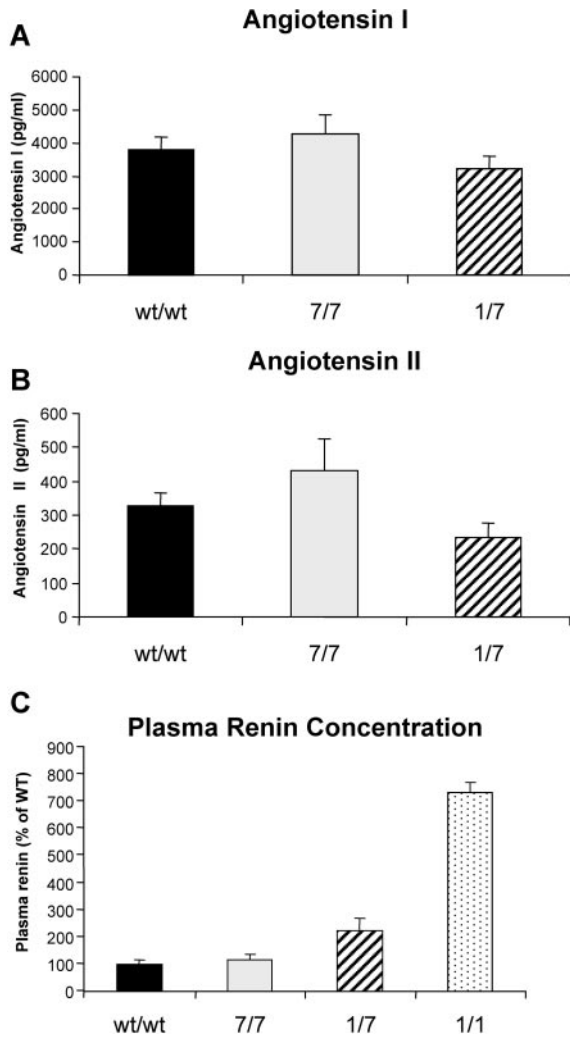 A
Angiotensin I
Angiotensin I (pg/ml)
6000
5000
4000
3000
2000
1000
0
wt/wt 7/7 1/7
B
Angiotensin II
Angiotensin II (pg/ml)
600
500
400
300
200
100
0
wt/wt 7/7 1/7
C
Plasma Renin Concentration
Plasma renin (% of WT)
900
800
700
600
500
400
300
200
100
0
wt/wt 7/7 1/7 1/1